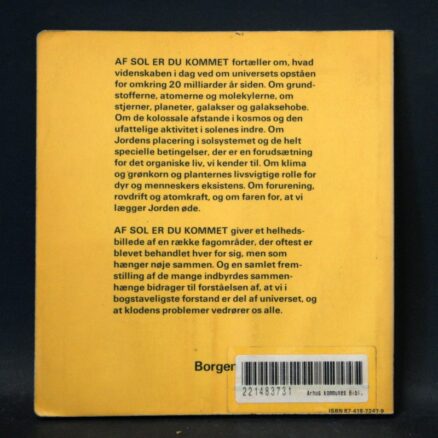 AF SOL ER DU KOMMET fortæller om, hvad
videnskaben i dag ved om universets opståen
for omkring 20 milliarder år siden. Om grund-
stofferne, atomerne og molekylerne, om
stjerner, planeter, galakser og galaksehobe.
Om de kolossale afstande i kosmos og den
ufattelige aktivitet i solenes indre. Om
Jordens placering i solsystemet og de helt
specielle betingelser, der er en forudsætning
for det organiske liv, vi kender til. Om klima
og grønkorn og planternes livsvigtige rolle for
dyr og menneskers eksistens. Om forurening,
rovdrift og atomkraft, og om faren for, at vi
lægger Jorden øde.
AF SOL ER DU KOMMET giver et helheds-
billede af en række fagområder, der oftest er
blevet behandlet hver for sig, men som
hænger nøje sammen. Og en samlet frem-
stilling af de mange indbyrdes sammen-
hænge bidrager til forståelsen af, at vi i
bogstaveligste forstand er del af universet, og
at klodens problemer vedrører os alle.
Borgen
221483731
Århus kommunes Bibl.
ISBN 87-418-7247-9